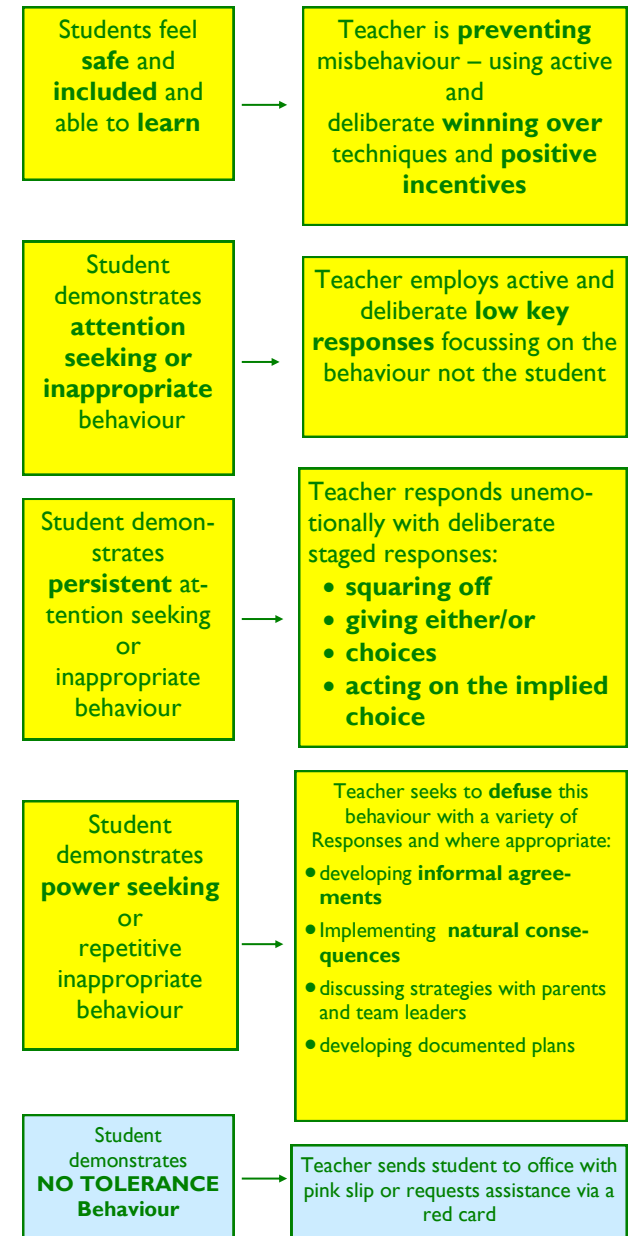 Students feel
safe and
included and
able to learn
Teacher is preventing
misbehaviour – using active
and
deliberate winning over
techniques and positive
incentives
Student
demonstrates
attention
seeking or
inappropriate
behaviour
Teacher employs active and
deliberate low key
responses focussing on the
behaviour not the student
Student demon-
strates
persistent at-
tention seeking
or
inappropriate
behaviour
Teacher responds unemo-
tionally with deliberate
staged responses:
• squaring off
• giving either/or
• choices
• acting on the implied
choice
Student
demonstrates
power seeking
or
repetitive
inappropriate
behaviour
Teacher seeks to defuse this
behaviour with a variety of
Responses and where appropriate:
• developing informal agree-
ments
• Implementing natural conse-
quences
• discussing strategies with parents
and team leaders
• developing documented plans
Student
demonstrates
NO TOLERANCE
Behaviour
Teacher sends student to office with
pink slip or requests assistance via a
red card